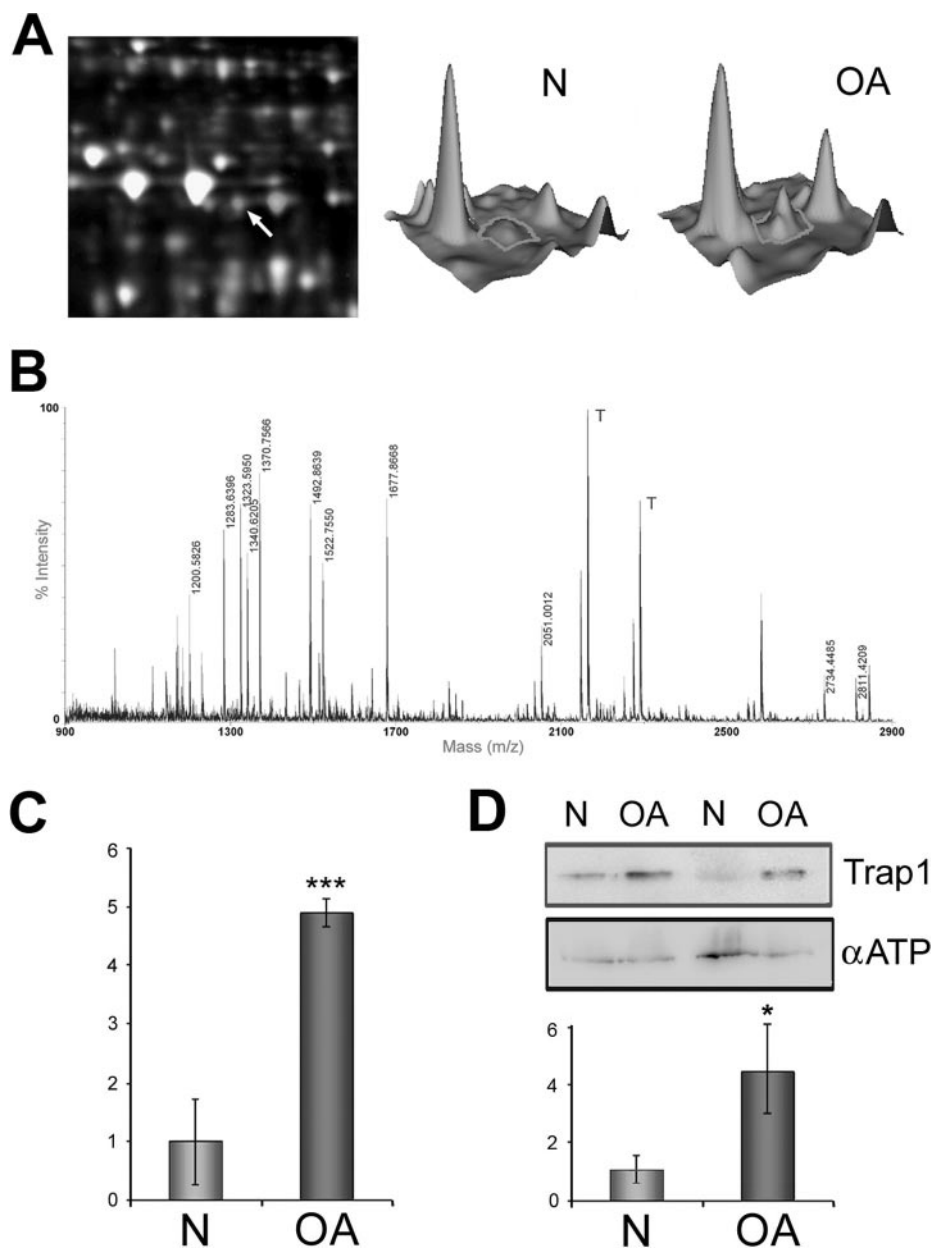 A
N
OA
B
100
% Intensity
0
1200.5826
1283.6396
1323.5950
1340.6205
1370.7566
1492.8639
1522.7550
1677.8668
2051.0012
T
T
2734.4485
2811.4209
900
1300
1700
2100
2500
2900
Mass (m/z)
C
6
5
4
3
2
1
0
***
N
OA
D
N OA N OA
Trap1
αATP
6
4
2
0
*
N
OA